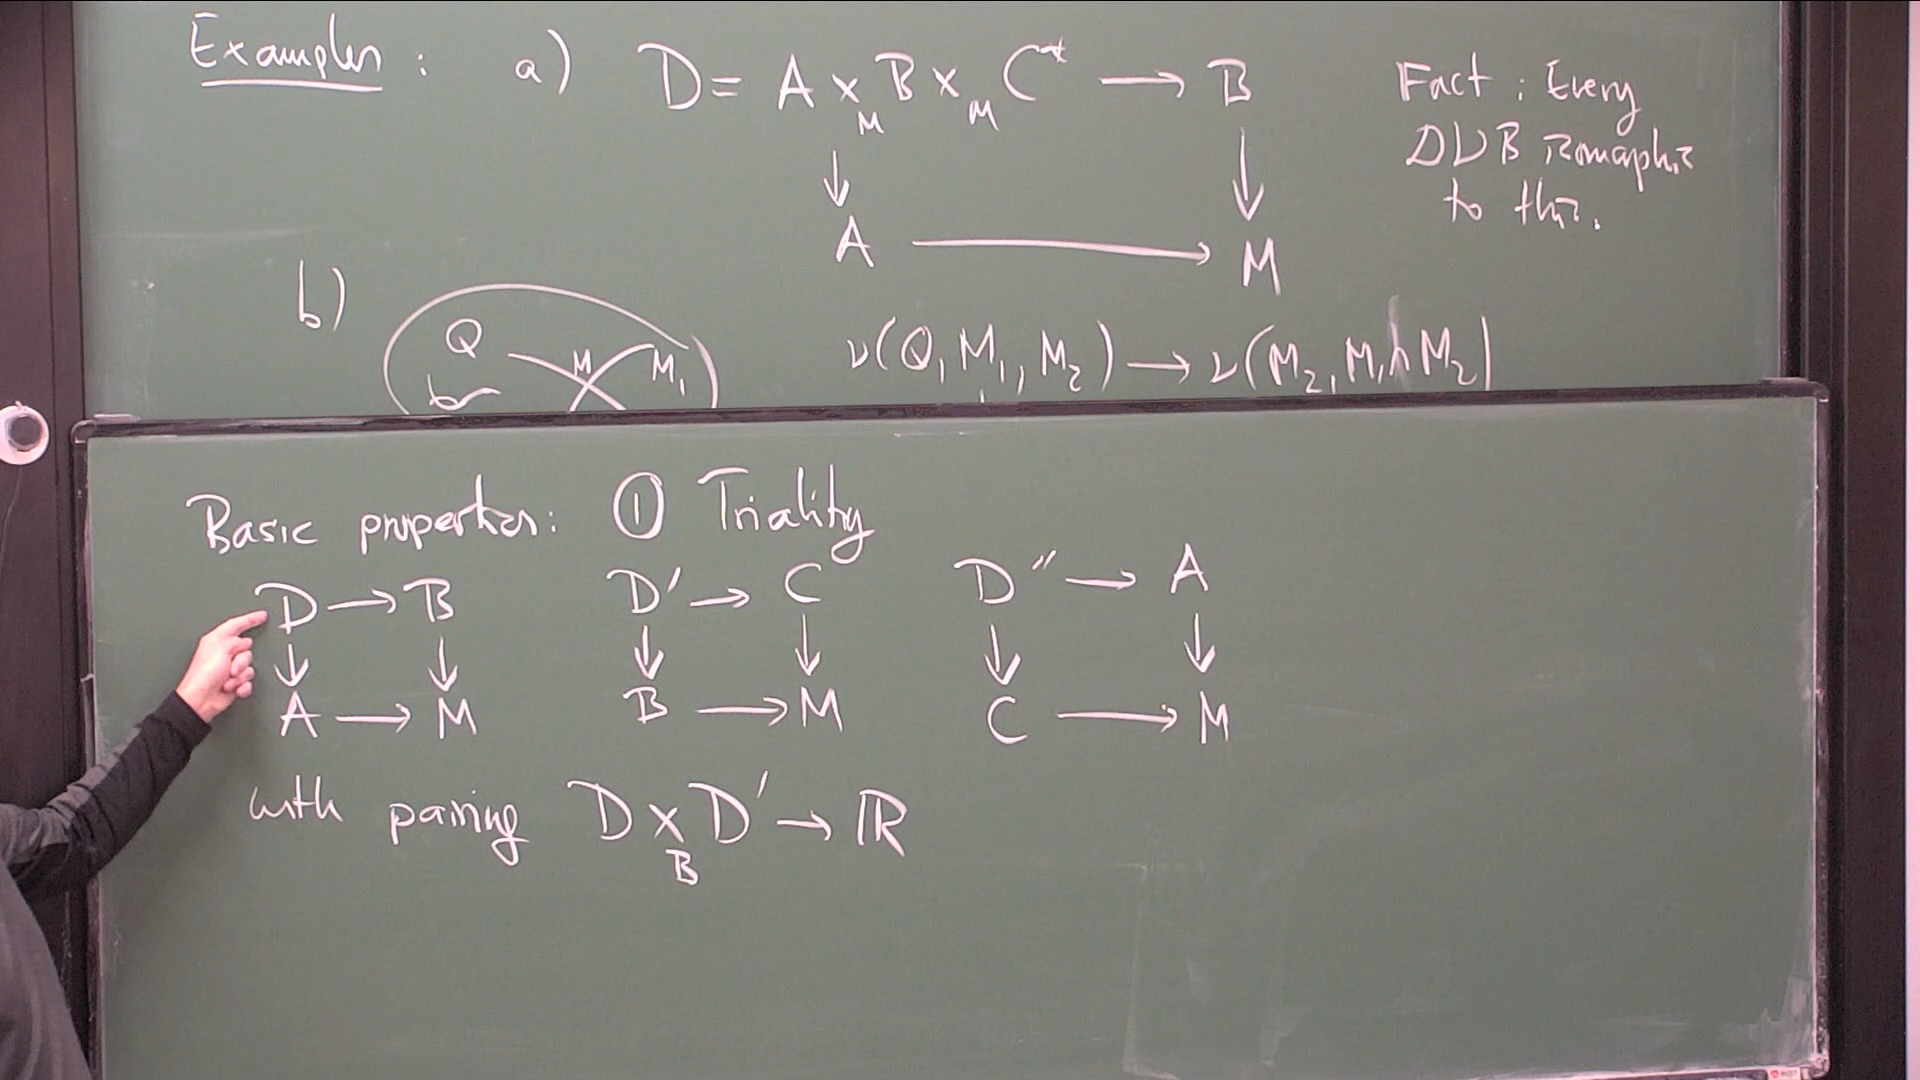 Examples : a) D = A ×_M B ×_M C* → B
↓ ↓
A → M
Fact : Every
DVB isomorphic
to this.
b) Q M M₁
ν(Q, M₁, M₂) → ν(M₂, M₁∩M₂)
Basic properties: ① Triality
D → B D′ → C D″ → A
↓ ↓ ↓ ↓ ↓ ↓
A → M B → M C → M
with pairing D ×_B D′ → ℝ